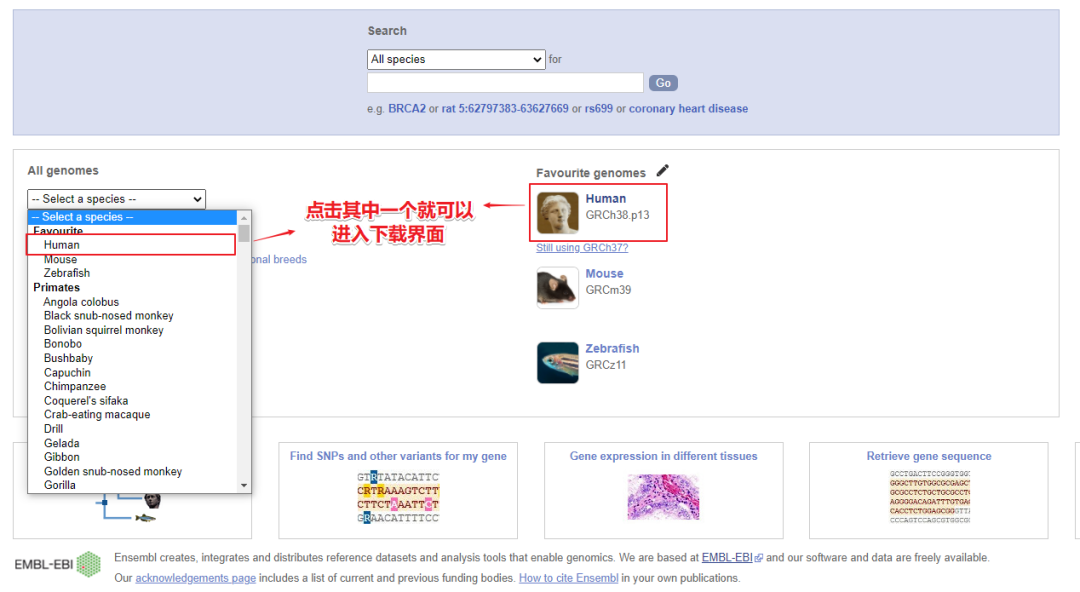 Search
All species for
Go
e.g. BRCA2 or rat 5:62797383-63627669 or rs699 or coronary heart disease
All genomes
-- Select a species --
-- Select a species --
Favourite
Human
Mouse
Zebrafish
Primates
Angola colobus
Black snub-nosed monkey
Bolivian squirrel monkey
Bonobo
Bushbaby
Capuchin
Chimpanzee
Coquerel's sifaka
Crab-eating macaque
Drill
Gelada
Gibbon
Golden snub-nosed monkey
Gorilla
onal breeds
点击其中一个就可以
进入下载界面
Favourite genomes
Human
GRCh38.p13
Still using GRCh37?
Mouse
GRCm39
Zebrafish
GRCz11
Find SNPs and other variants for my gene
GTRTATACATTC
CRTRAAAGTCTT
CTTCTAAATTCT
GRAACATTTTCC
Gene expression in different tissues
Retrieve gene sequence
GCCTGACTTCCGGGTGG
GGGCTTGTGGCGCGAGC
GCGCCTCTGCTGCGCCT
AGGGGACAGATTTGTGA
CACCTCTGGAGCGGGTT
CCCAGTCCAGCGTGGCG
EMBL-EBI
Ensembl creates, integrates and distributes reference datasets and analysis tools that enable genomics. We are based at EMBL-EBI and our software and data are freely available.
Our acknowledgements page includes a list of current and previous funding bodies. How to cite Ensembl in your own publications.